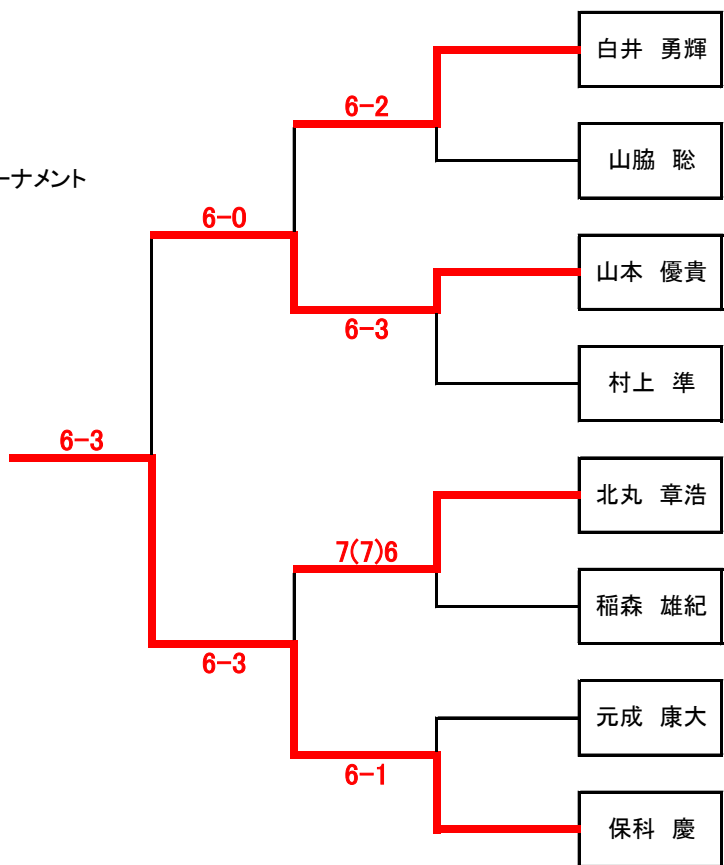 白井 勇輝
6-2
山脇 聡
ーナメント
6-0
山本 優貴
6-3
村上 準
6-3
北丸 章浩
7(7)6
稲森 雄紀
6-3
元成 康大
6-1
保科 慶